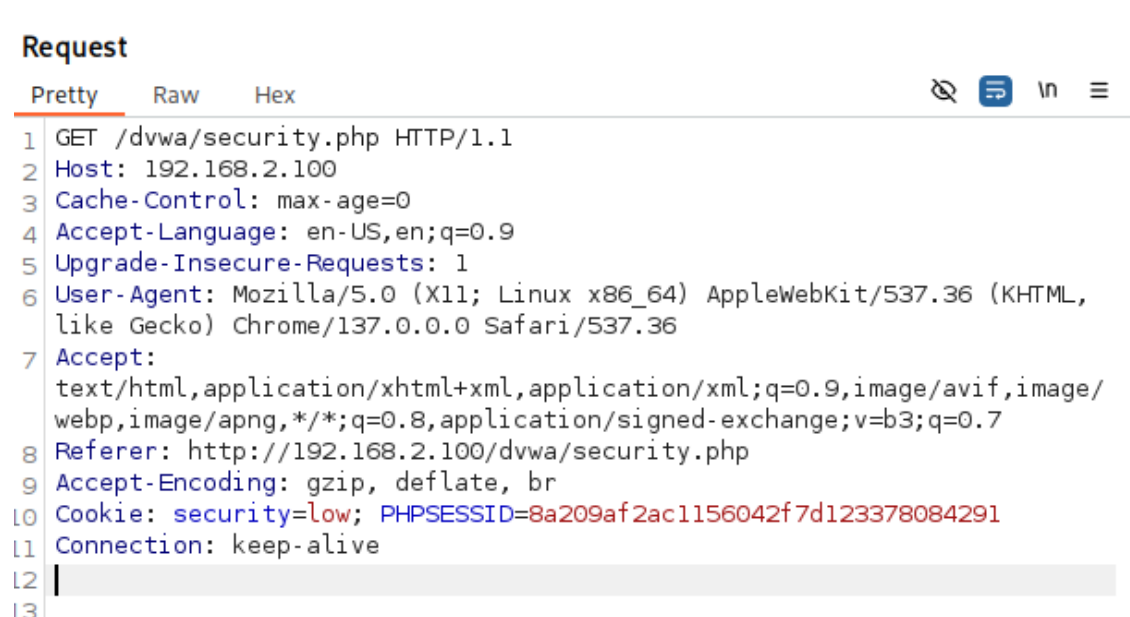 Request
Pretty Raw Hex \n
1 GET /dvwa/security.php HTTP/1.1
2 Host: 192.168.2.100
3 Cache-Control: max-age=0
4 Accept-Language: en-US,en;q=0.9
5 Upgrade-Insecure-Requests: 1
6 User-Agent: Mozilla/5.0 (X11; Linux x86_64) AppleWebKit/537.36 (KHTML,
like Gecko) Chrome/137.0.0.0 Safari/537.36
7 Accept:
text/html,application/xhtml+xml,application/xml;q=0.9,image/avif,image/
webp,image/apng,*/*;q=0.8,application/signed-exchange;v=b3;q=0.7
8 Referer: http://192.168.2.100/dvwa/security.php
9 Accept-Encoding: gzip, deflate, br
10 Cookie: security=low; PHPSESSID=8a209af2ac1156042f7d123378084291
11 Connection: keep-alive
12
13